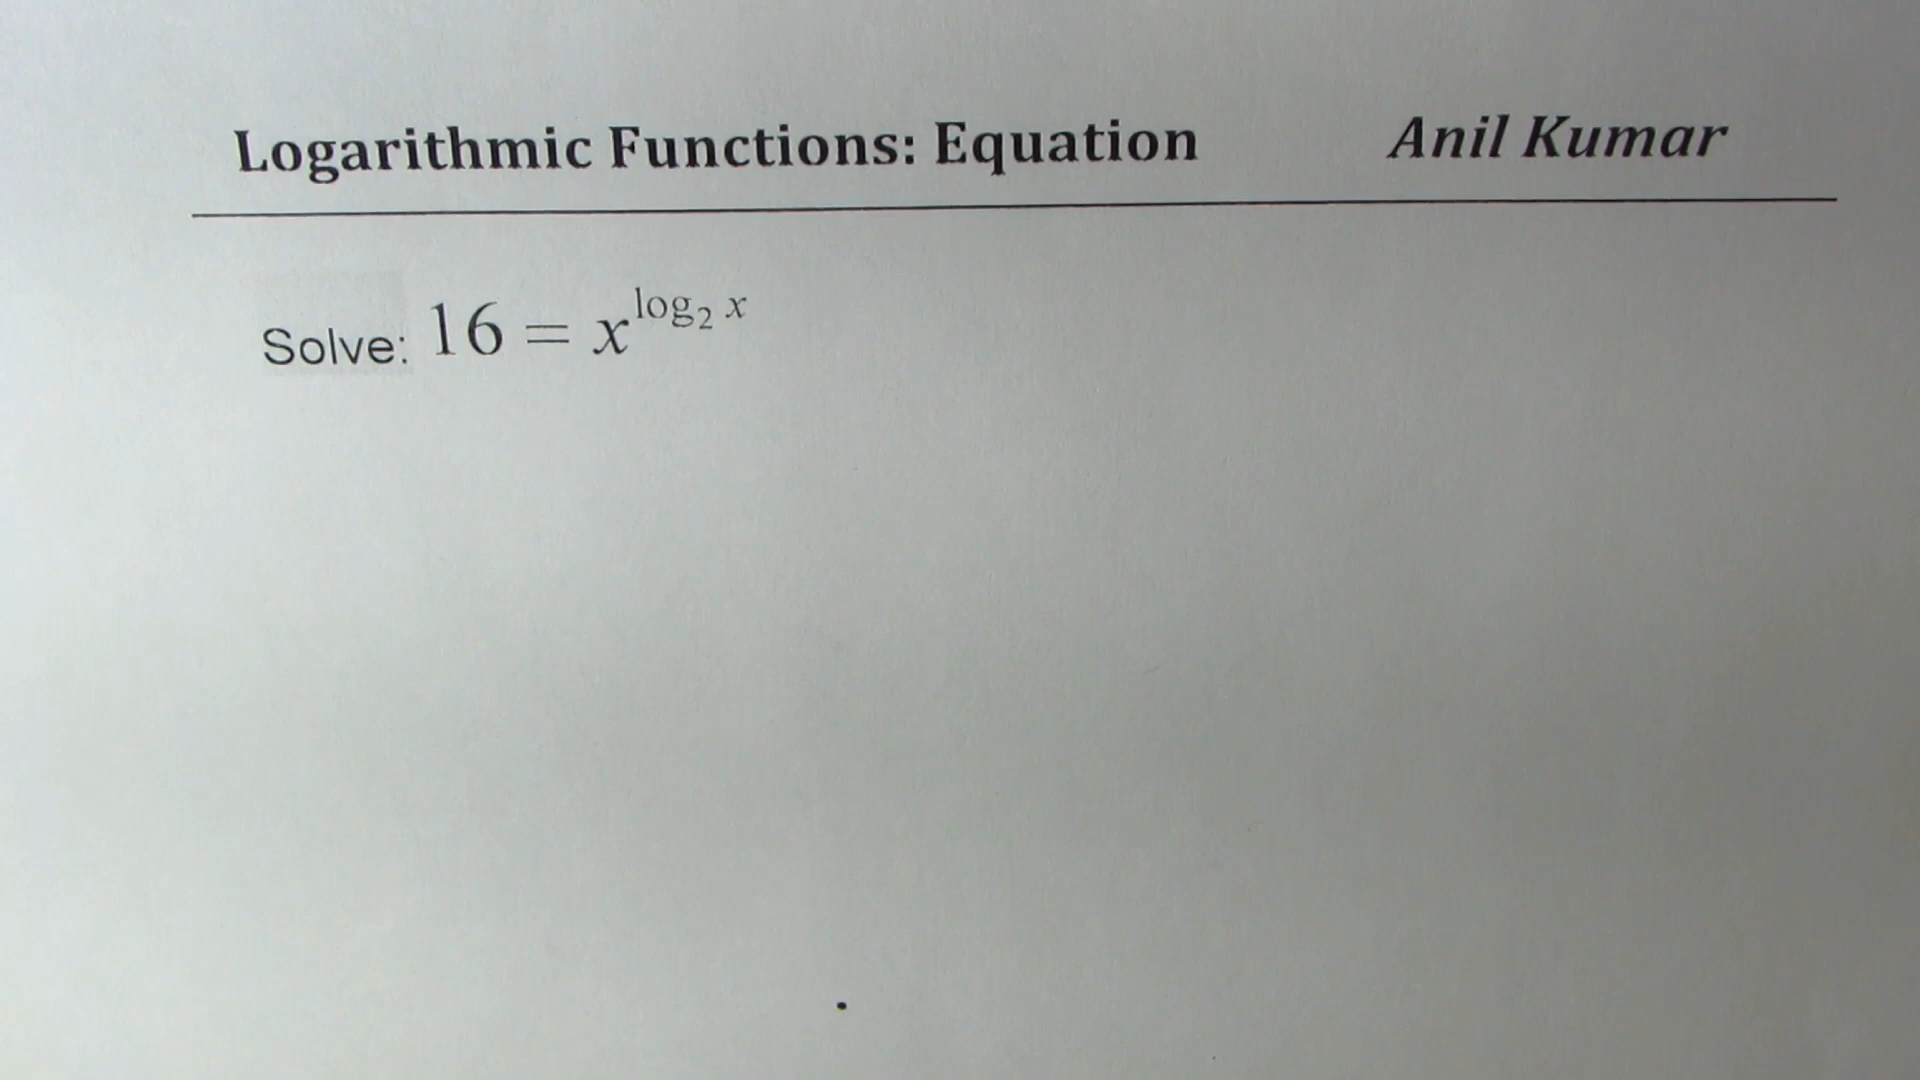 Logarithmic Functions: Equation Anil Kumar
Solve: 16 = x^{log₂ x}